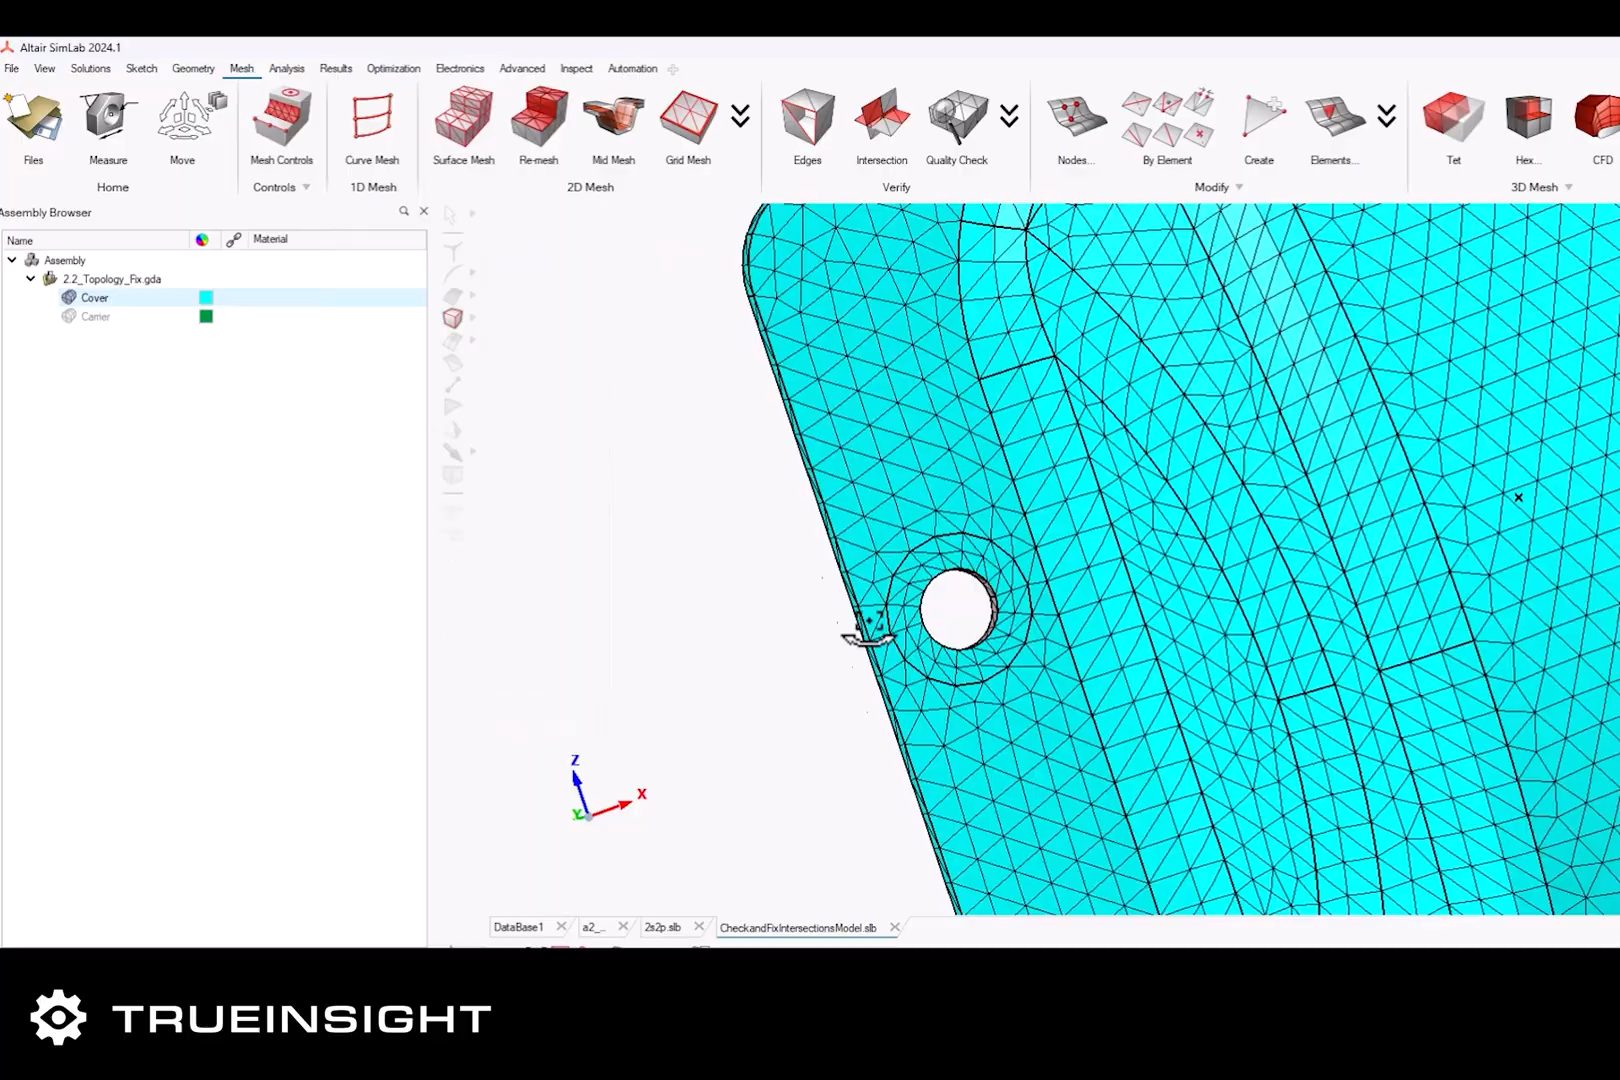 Altair SimLab 2024.1
File View Solutions Sketch Geometry Mesh Analysis Results Optimization Electronics Advanced Inspect Automation
Files Measure Move Mesh Controls Curve Mesh Surface Mesh Re-mesh Mid Mesh Grid Mesh Edges Intersection Quality Check Nodes... By Element Create Elements... Tet Hex... CFD
Home Controls 1D Mesh 2D Mesh Verify Modify 3D Mesh
Assembly Browser
Name Material
Assembly
2.2_Topology_Fix.gda
Cover
Carrier
Z
X
Y
DataBase1 a2_... 2s2p.slb CheckandFixIntersectionsModel.slb
TRUEINSIGHT